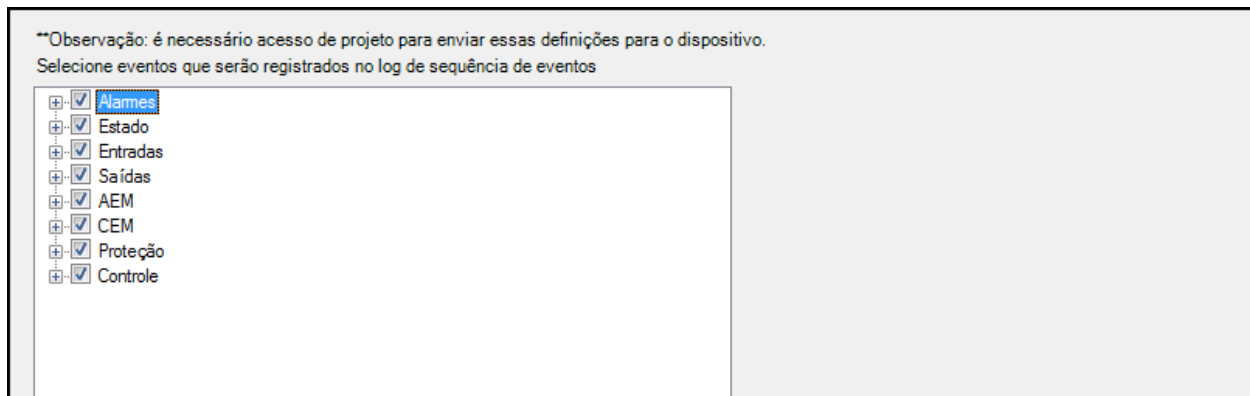 **Observação: é necessário acesso de projeto para enviar essas definições para o dispositivo.
Selecione eventos que serão registrados no log de sequência de eventos
Alarmes
Estado
Entradas
Saídas
AEM
CEM
Proteção
Controle